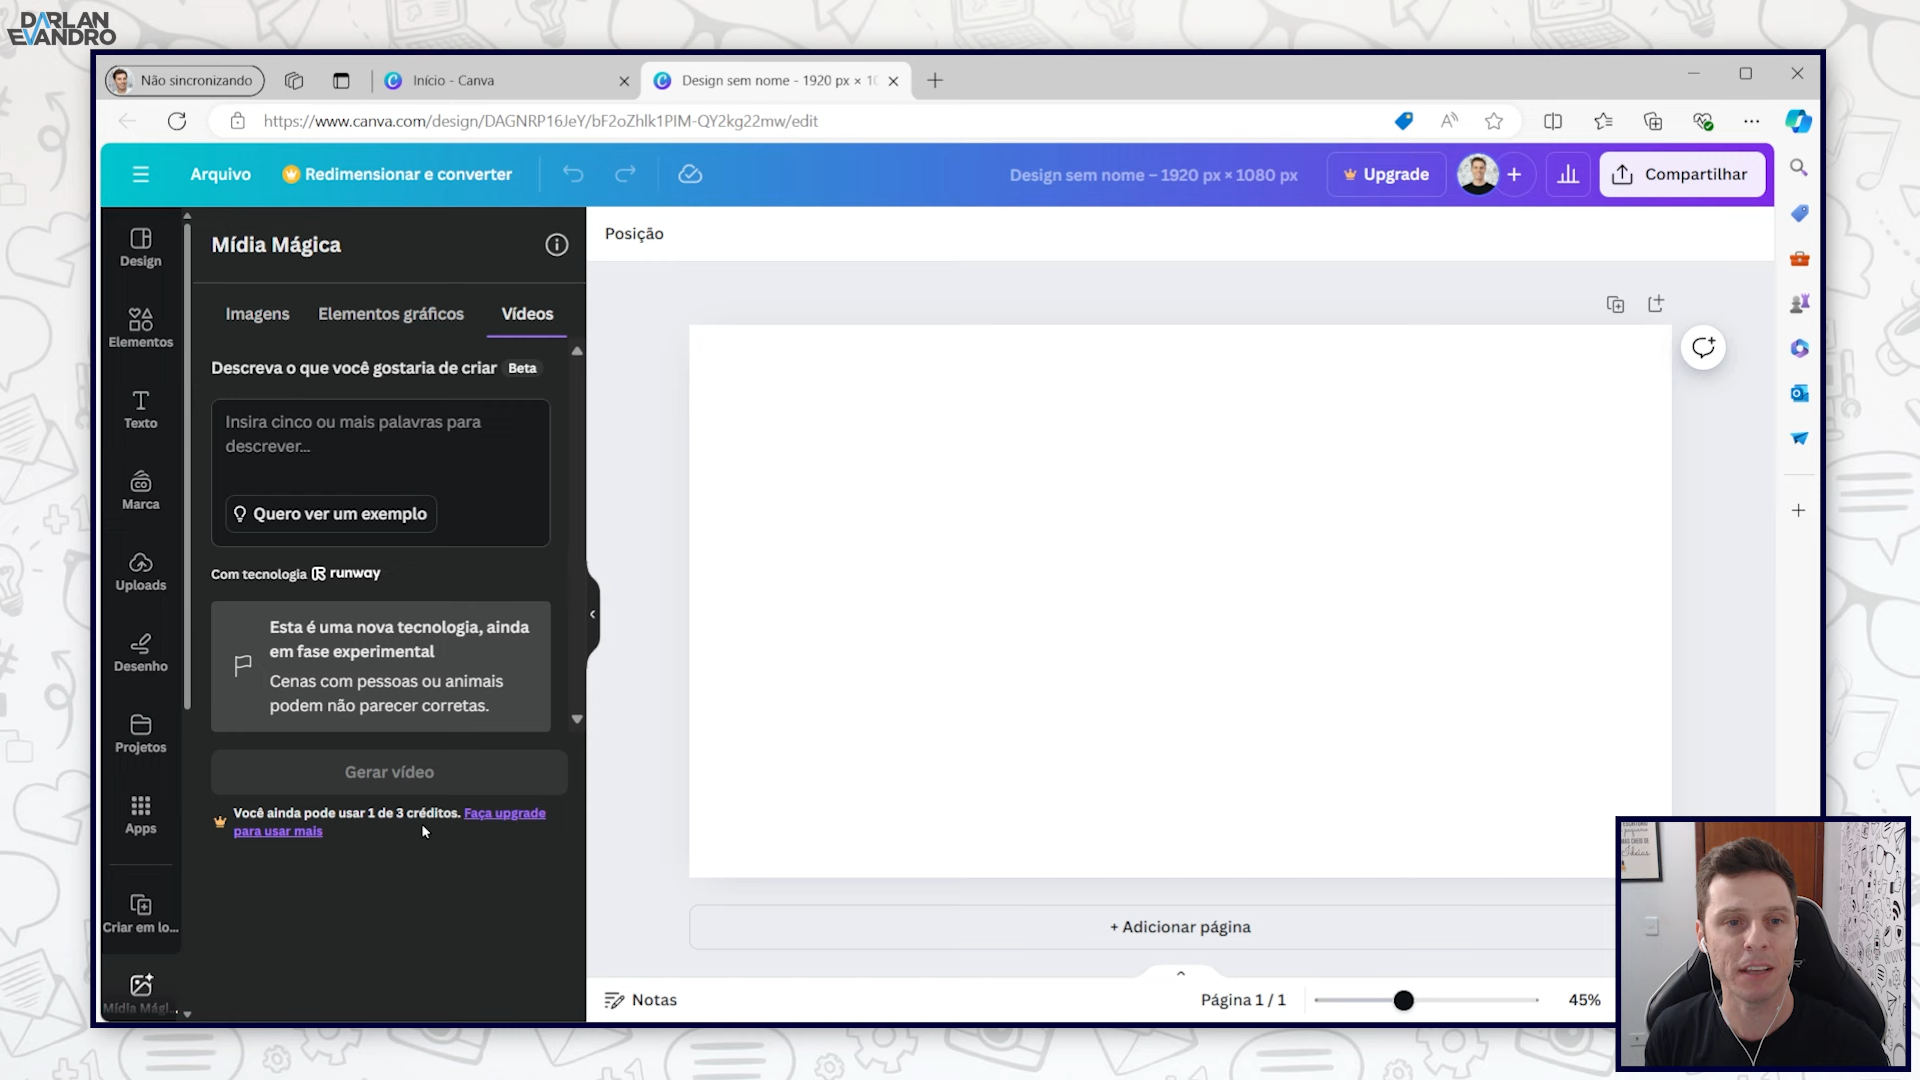 DARLAN
EVANDRO
Não sincronizando
Início - Canva
Design sem nome - 1920 px × 10
https://www.canva.com/design/DAGNRP16JeY/bF2oZhlk1PIM-QY2kg22mw/edit
Arquivo
Redimensionar e converter
Design sem nome – 1920 px × 1080 px
Upgrade
Compartilhar
Design
Elementos
Texto
Marca
Uploads
Desenho
Projetos
Apps
Criar em lo...
Mídia Mági...
Mídia Mágica
Imagens
Elementos gráficos
Vídeos
Descreva o que você gostaria de criar
Beta
Insira cinco ou mais palavras para
descrever...
Quero ver um exemplo
Com tecnologia runway
Esta é uma nova tecnologia, ainda
em fase experimental
Cenas com pessoas ou animais
podem não parecer corretas.
Gerar vídeo
Você ainda pode usar 1 de 3 créditos. Faça upgrade
para usar mais
Posição
+ Adicionar página
Notas
Página 1 / 1
45%